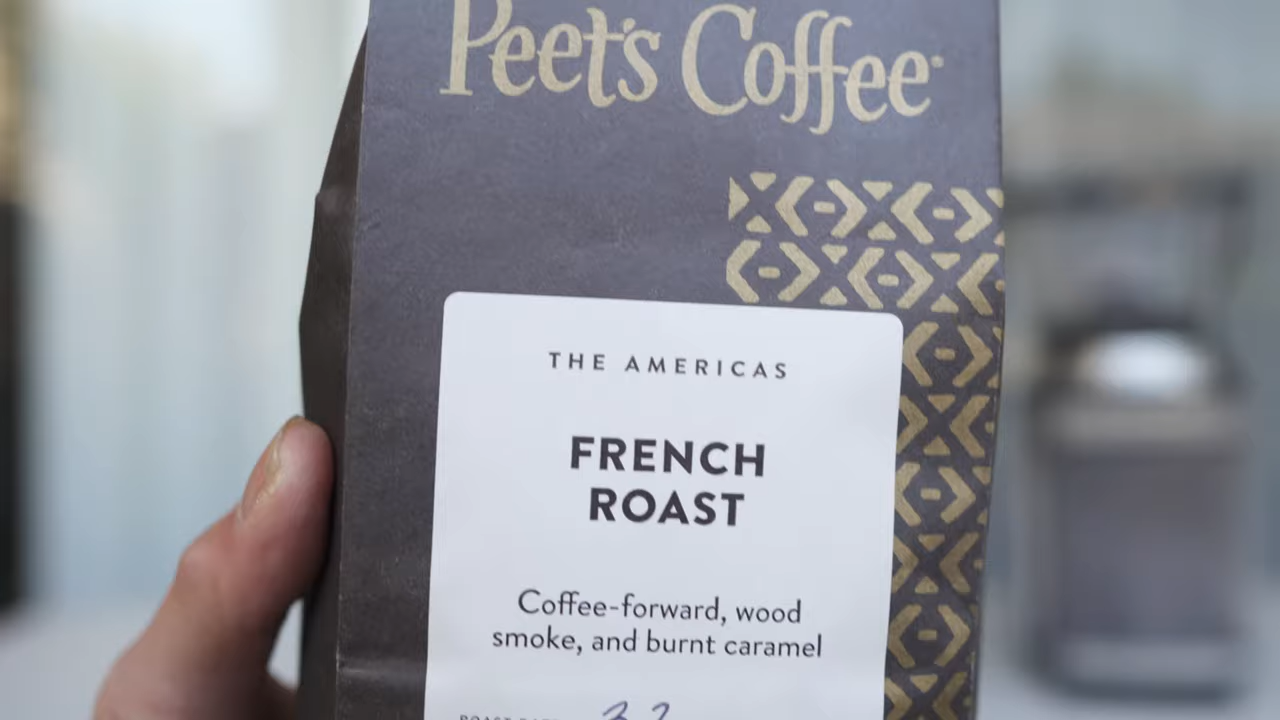 Peet's Coffee
THE AMERICAS
FRENCH
ROAST
Coffee-forward, wood
smoke, and burnt caramel